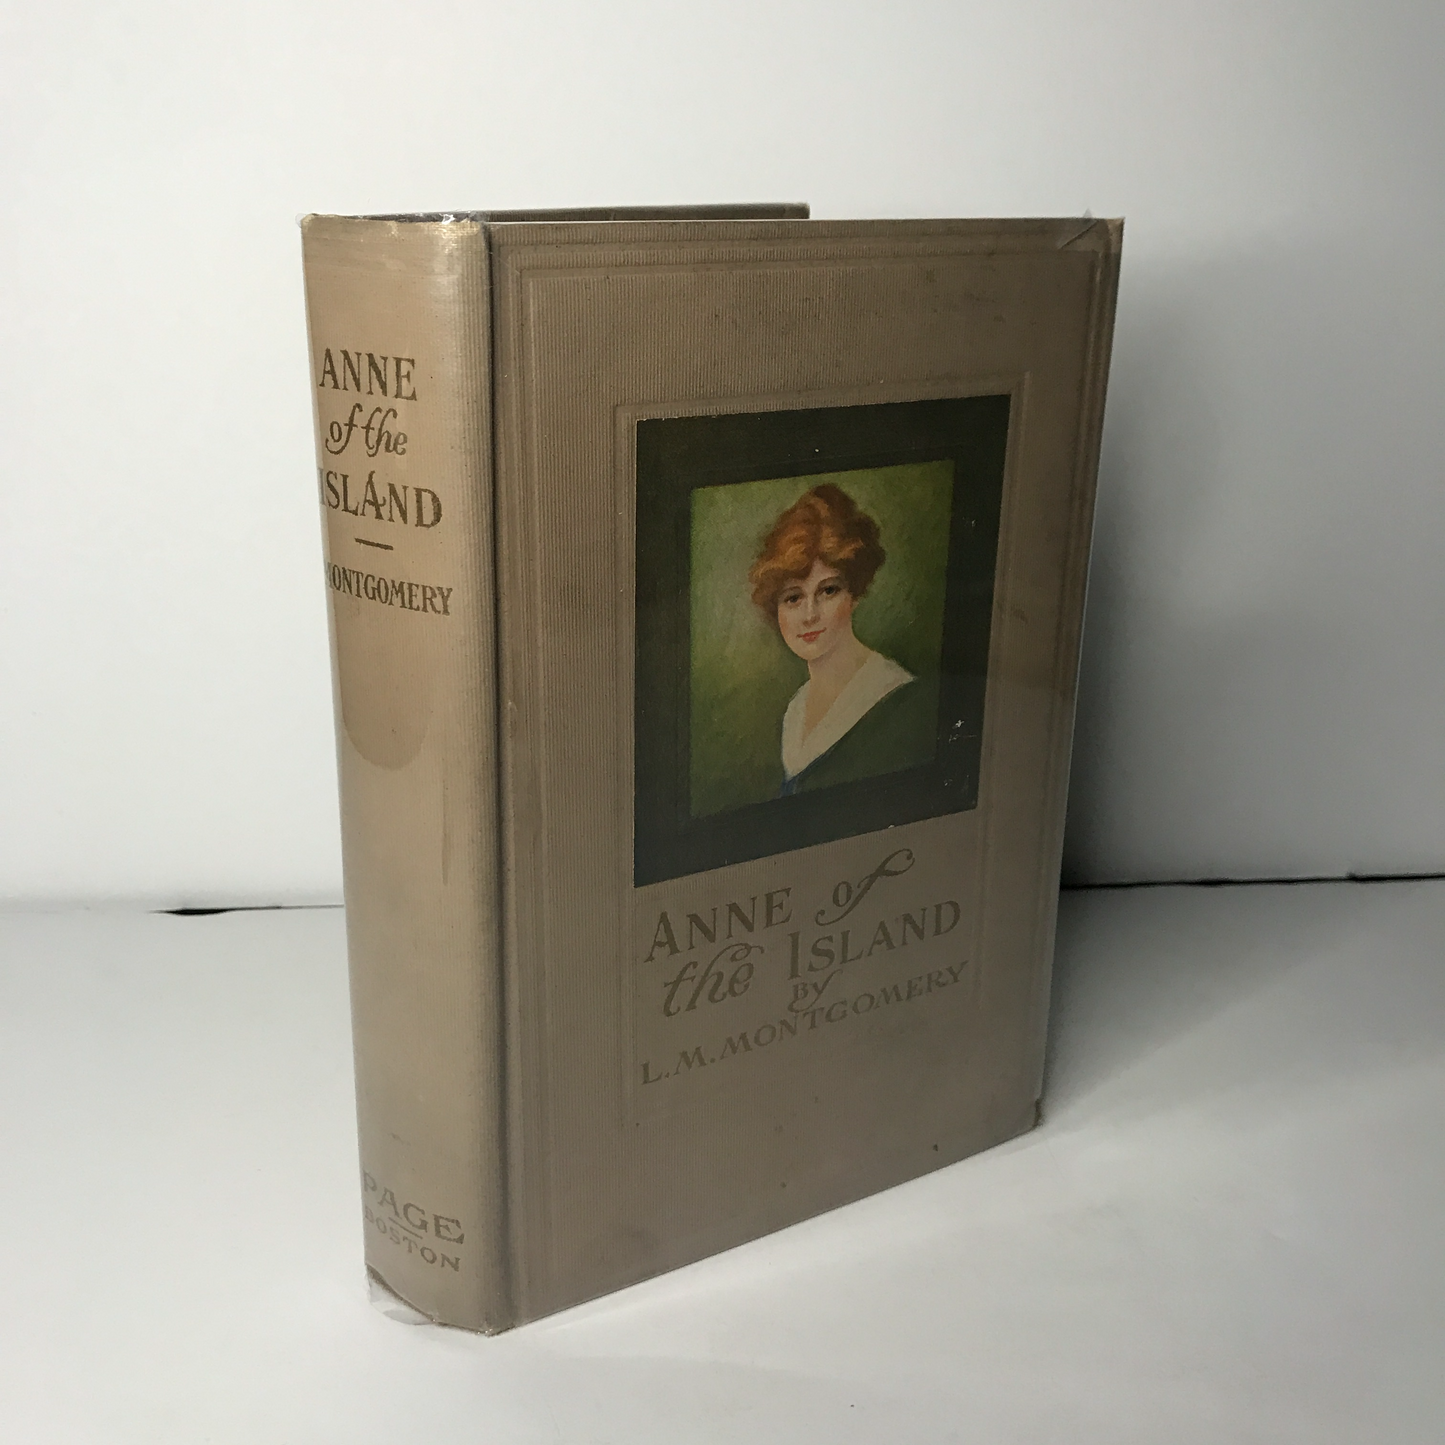 ANNE
of the
ISLAND
MONTGOMERY
PAGE
BOSTON
ANNE of
the ISLAND
BY
L.M. MONTGOMERY